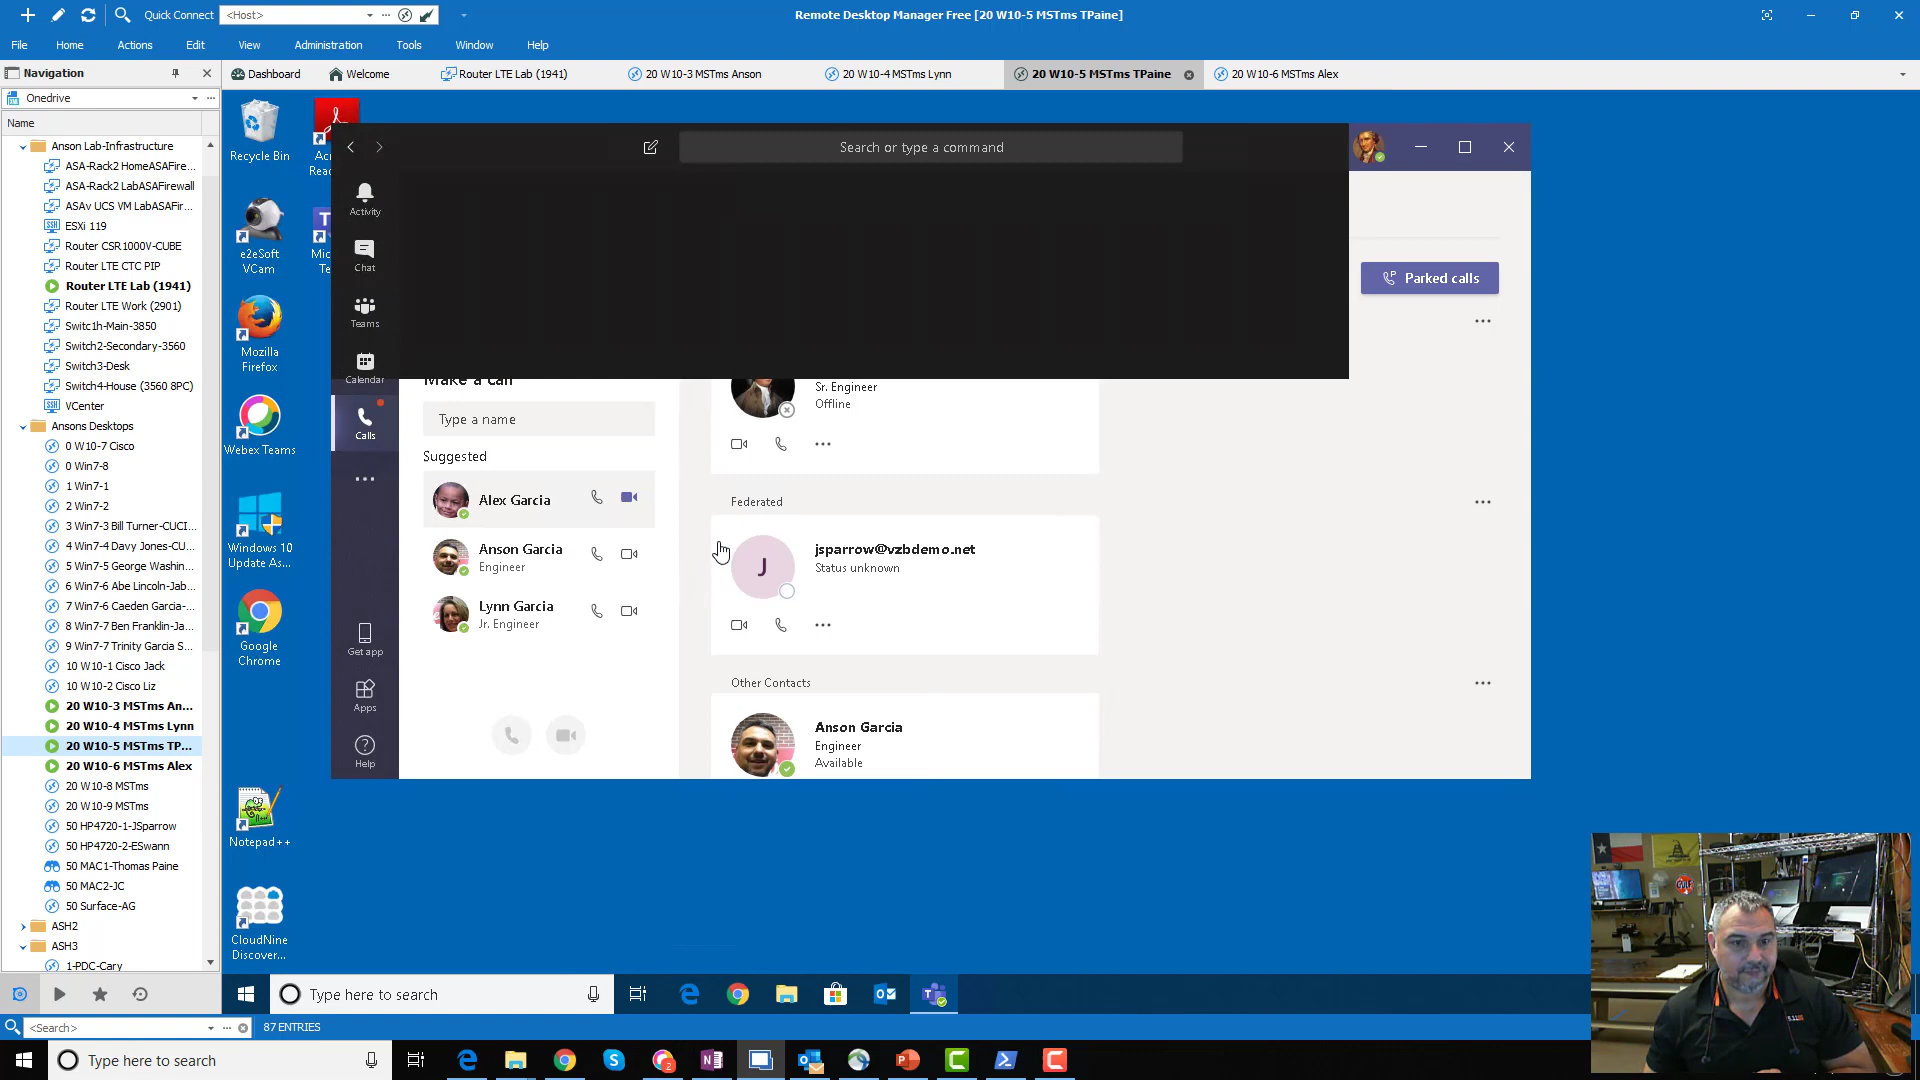 Quick Connect
<Host>
Remote Desktop Manager Free [20 W10-5 MSTms TPaine]
File
Home
Actions
Edit
View
Administration
Tools
Window
Help
Navigation
Dashboard
Welcome
Router LTE Lab (1941)
20 W10-3 MSTms Anson
20 W10-4 MSTms Lynn
20 W10-5 MSTms TPaine
20 W10-6 MSTms Alex
Onedrive
Name
Anson Lab-Infrastructure
ASA-Rack2 HomeASAFire...
ASA-Rack2 LabASAFirewall
ASAv UCS VM LabASAFir...
ESXi 119
Router CSR1000V-CUBE
Router LTE CTC PIP
Router LTE Lab (1941)
Router LTE Work (2901)
Switc1h-Main-3850
Switch2-Secondary-3560
Switch3-Desk
Switch4-House (3560 8PC)
VCenter
Ansons Desktops
0 W10-7 Cisco
0 Win7-8
1 Win7-1
2 Win7-2
3 Win7-3 Bill Turner-CUCI...
4 Win7-4 Davy Jones-CU...
5 Win7-5 George Washin...
6 Win7-6 Abe Lincoln-Jab...
7 Win7-6 Caeden Garcia-...
8 Win7-7 Ben Franklin-Ja...
9 Win7-7 Trinity Garcia S...
10 W10-1 Cisco Jack
10 W10-2 Cisco Liz
20 W10-3 MSTms An...
20 W10-4 MSTms Lynn
20 W10-5 MSTms TP...
20 W10-6 MSTms Alex
20 W10-8 MSTms
20 W10-9 MSTms
50 HP4720-1-JSparrow
50 HP4720-2-ESwann
50 MAC1-Thomas Paine
50 MAC2-JC
50 Surface-AG
ASH2
ASH3
1-PDC-Cary
<Search>
87 ENTRIES
Recycle Bin
e2eSoft
VCam
Mozilla
Firefox
Webex Teams
Windows 10
Update As...
Google
Chrome
Notepad++
CloudNine
Discover...
Search or type a command
Activity
Chat
Teams
Calendar
Calls
Get app
Apps
Help
Make a call
Type a name
Suggested
Alex Garcia
Anson Garcia
Engineer
Lynn Garcia
Jr. Engineer
Parked calls
Sr. Engineer
Offline
Federated
J
jsparrow@vzbdemo.net
Status unknown
Other Contacts
Anson Garcia
Engineer
Available
Type here to search
Type here to search